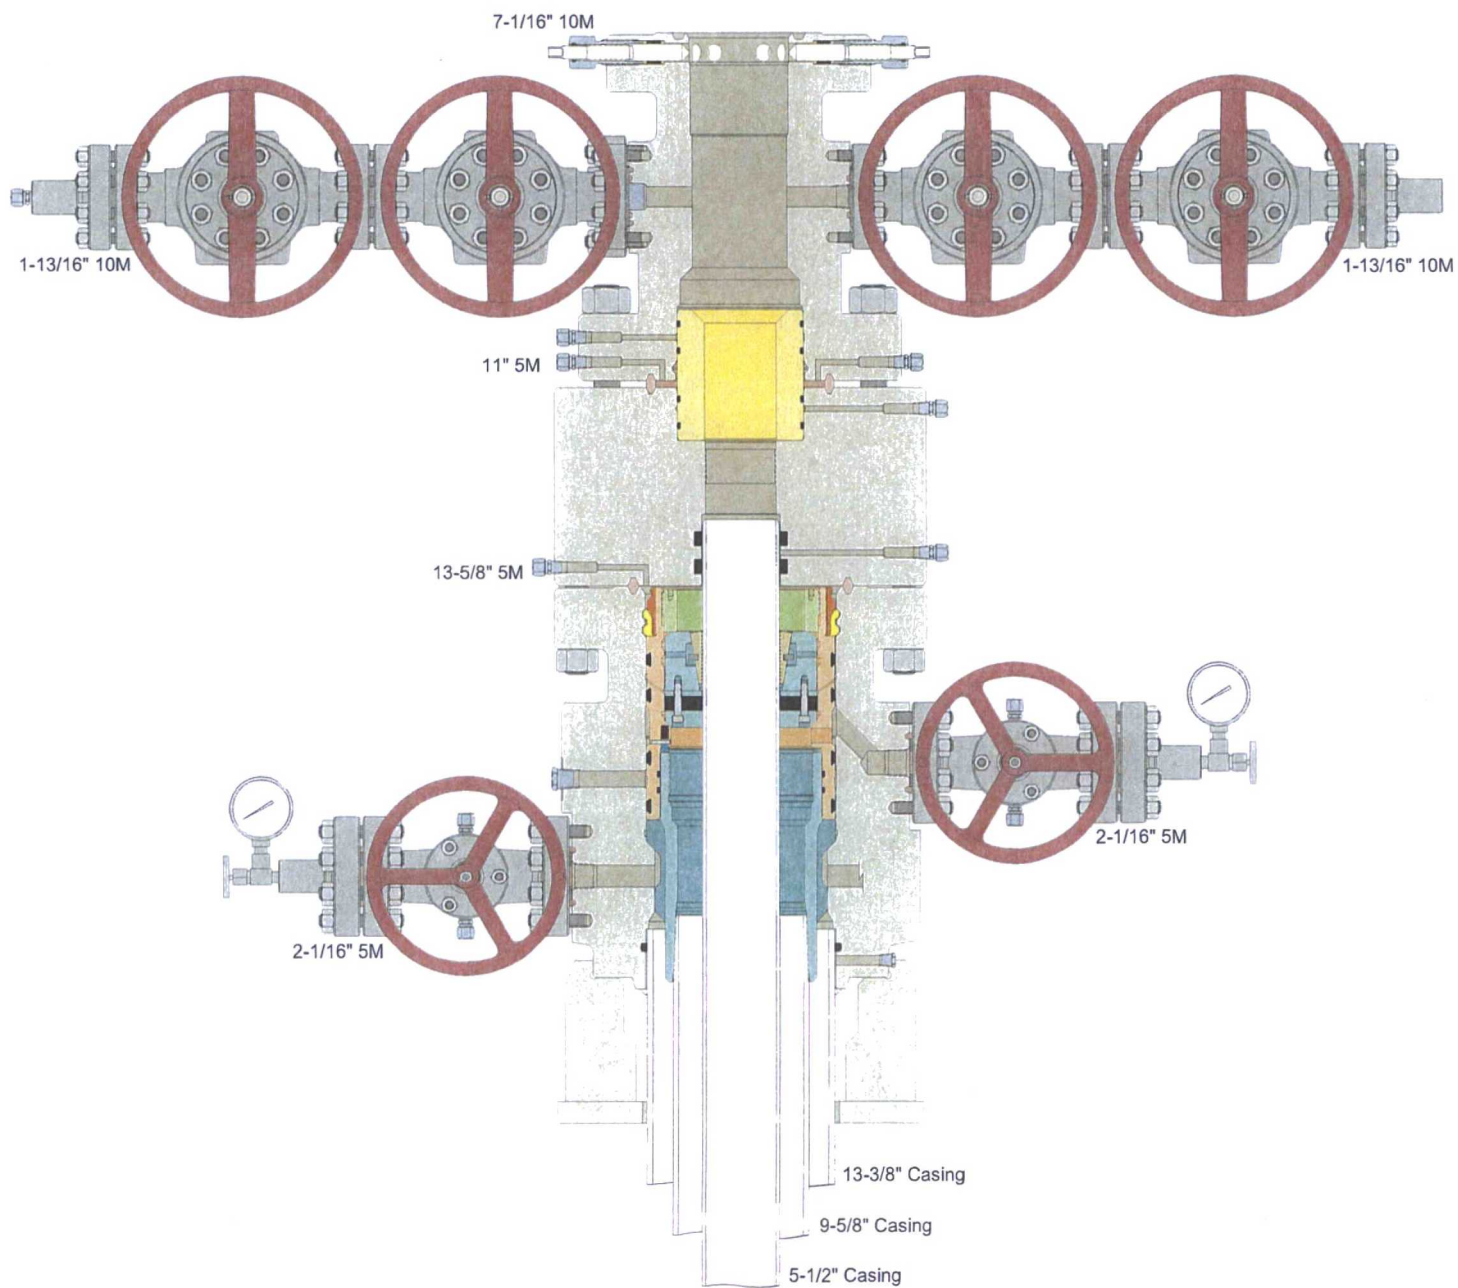 7-1/16" 10M
1-13/16" 10M
1-13/16" 10M
11" 5M
13-5/8" 5M
2-1/16" 5M
2-1/16" 5M
13-3/8" Casing
9-5/8" Casing
5-1/2" Casing